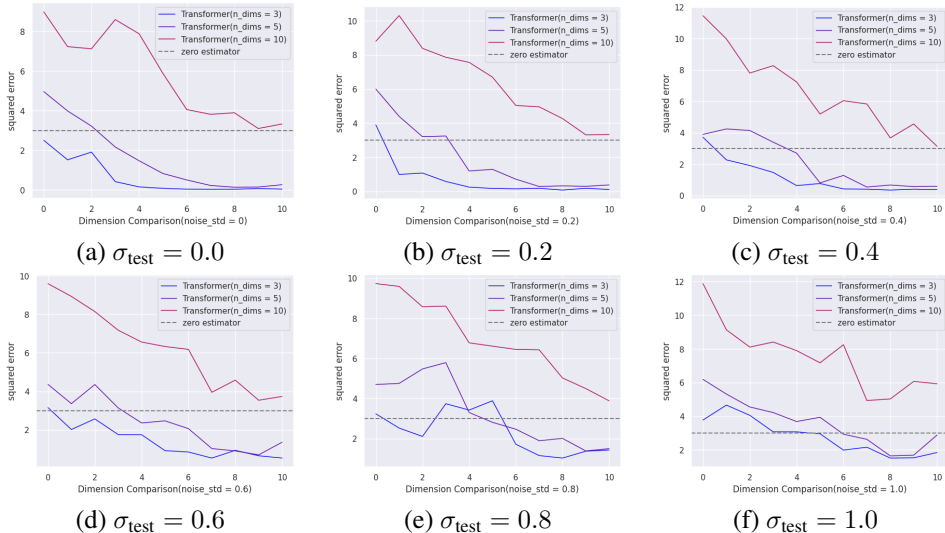 Transformer(n_dims = 3)
Transformer(n_dims = 5)
Transformer(n_dims = 10)
zero estimator
squared error
8
6
4
2
0
0 2 4 6 8 10
Dimension Comparison(noise_std = 0)
(a) σtest = 0.0
Transformer(n_dims = 3)
Transformer(n_dims = 5)
Transformer(n_dims = 10)
zero estimator
squared error
10
8
6
4
2
0
0 2 4 6 8 10
Dimension Comparison(noise_std = 0.2)
(b) σtest = 0.2
Transformer(n_dims = 3)
Transformer(n_dims = 5)
Transformer(n_dims = 10)
zero estimator
squared error
12
10
8
6
4
2
0
0 2 4 6 8 10
Dimension Comparison(noise_std = 0.4)
(c) σtest = 0.4
Transformer(n_dims = 3)
Transformer(n_dims = 5)
Transformer(n_dims = 10)
zero estimator
squared error
10
8
6
4
2
0 2 4 6 8 10
Dimension Comparison(noise_std = 0.6)
(d) σtest = 0.6
Transformer(n_dims = 3)
Transformer(n_dims = 5)
Transformer(n_dims = 10)
zero estimator
squared error
10
8
6
4
2
0 2 4 6 8 10
Dimension Comparison(noise_std = 0.8)
(e) σtest = 0.8
Transformer(n_dims = 3)
Transformer(n_dims = 5)
Transformer(n_dims = 10)
zero estimator
squared error
12
10
8
6
4
2
0 2 4 6 8 10
Dimension Comparison(noise_std = 1.0)
(f) σtest = 1.0